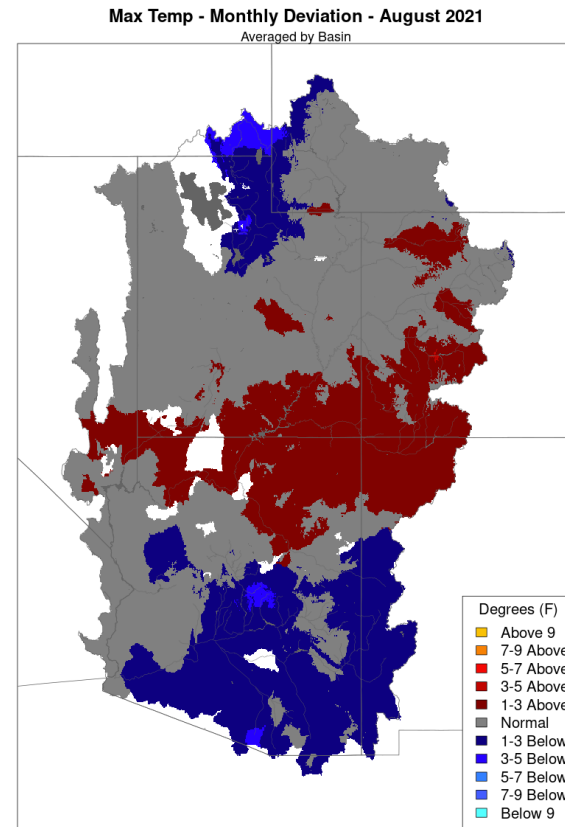 Max Temp - Monthly Deviation - August 2021
Averaged by Basin
Degrees (F)
Above 9
7-9 Above
5-7 Above
3-5 Above
1-3 Above
Normal
1-3 Below
3-5 Below
5-7 Below
7-9 Below
Below 9